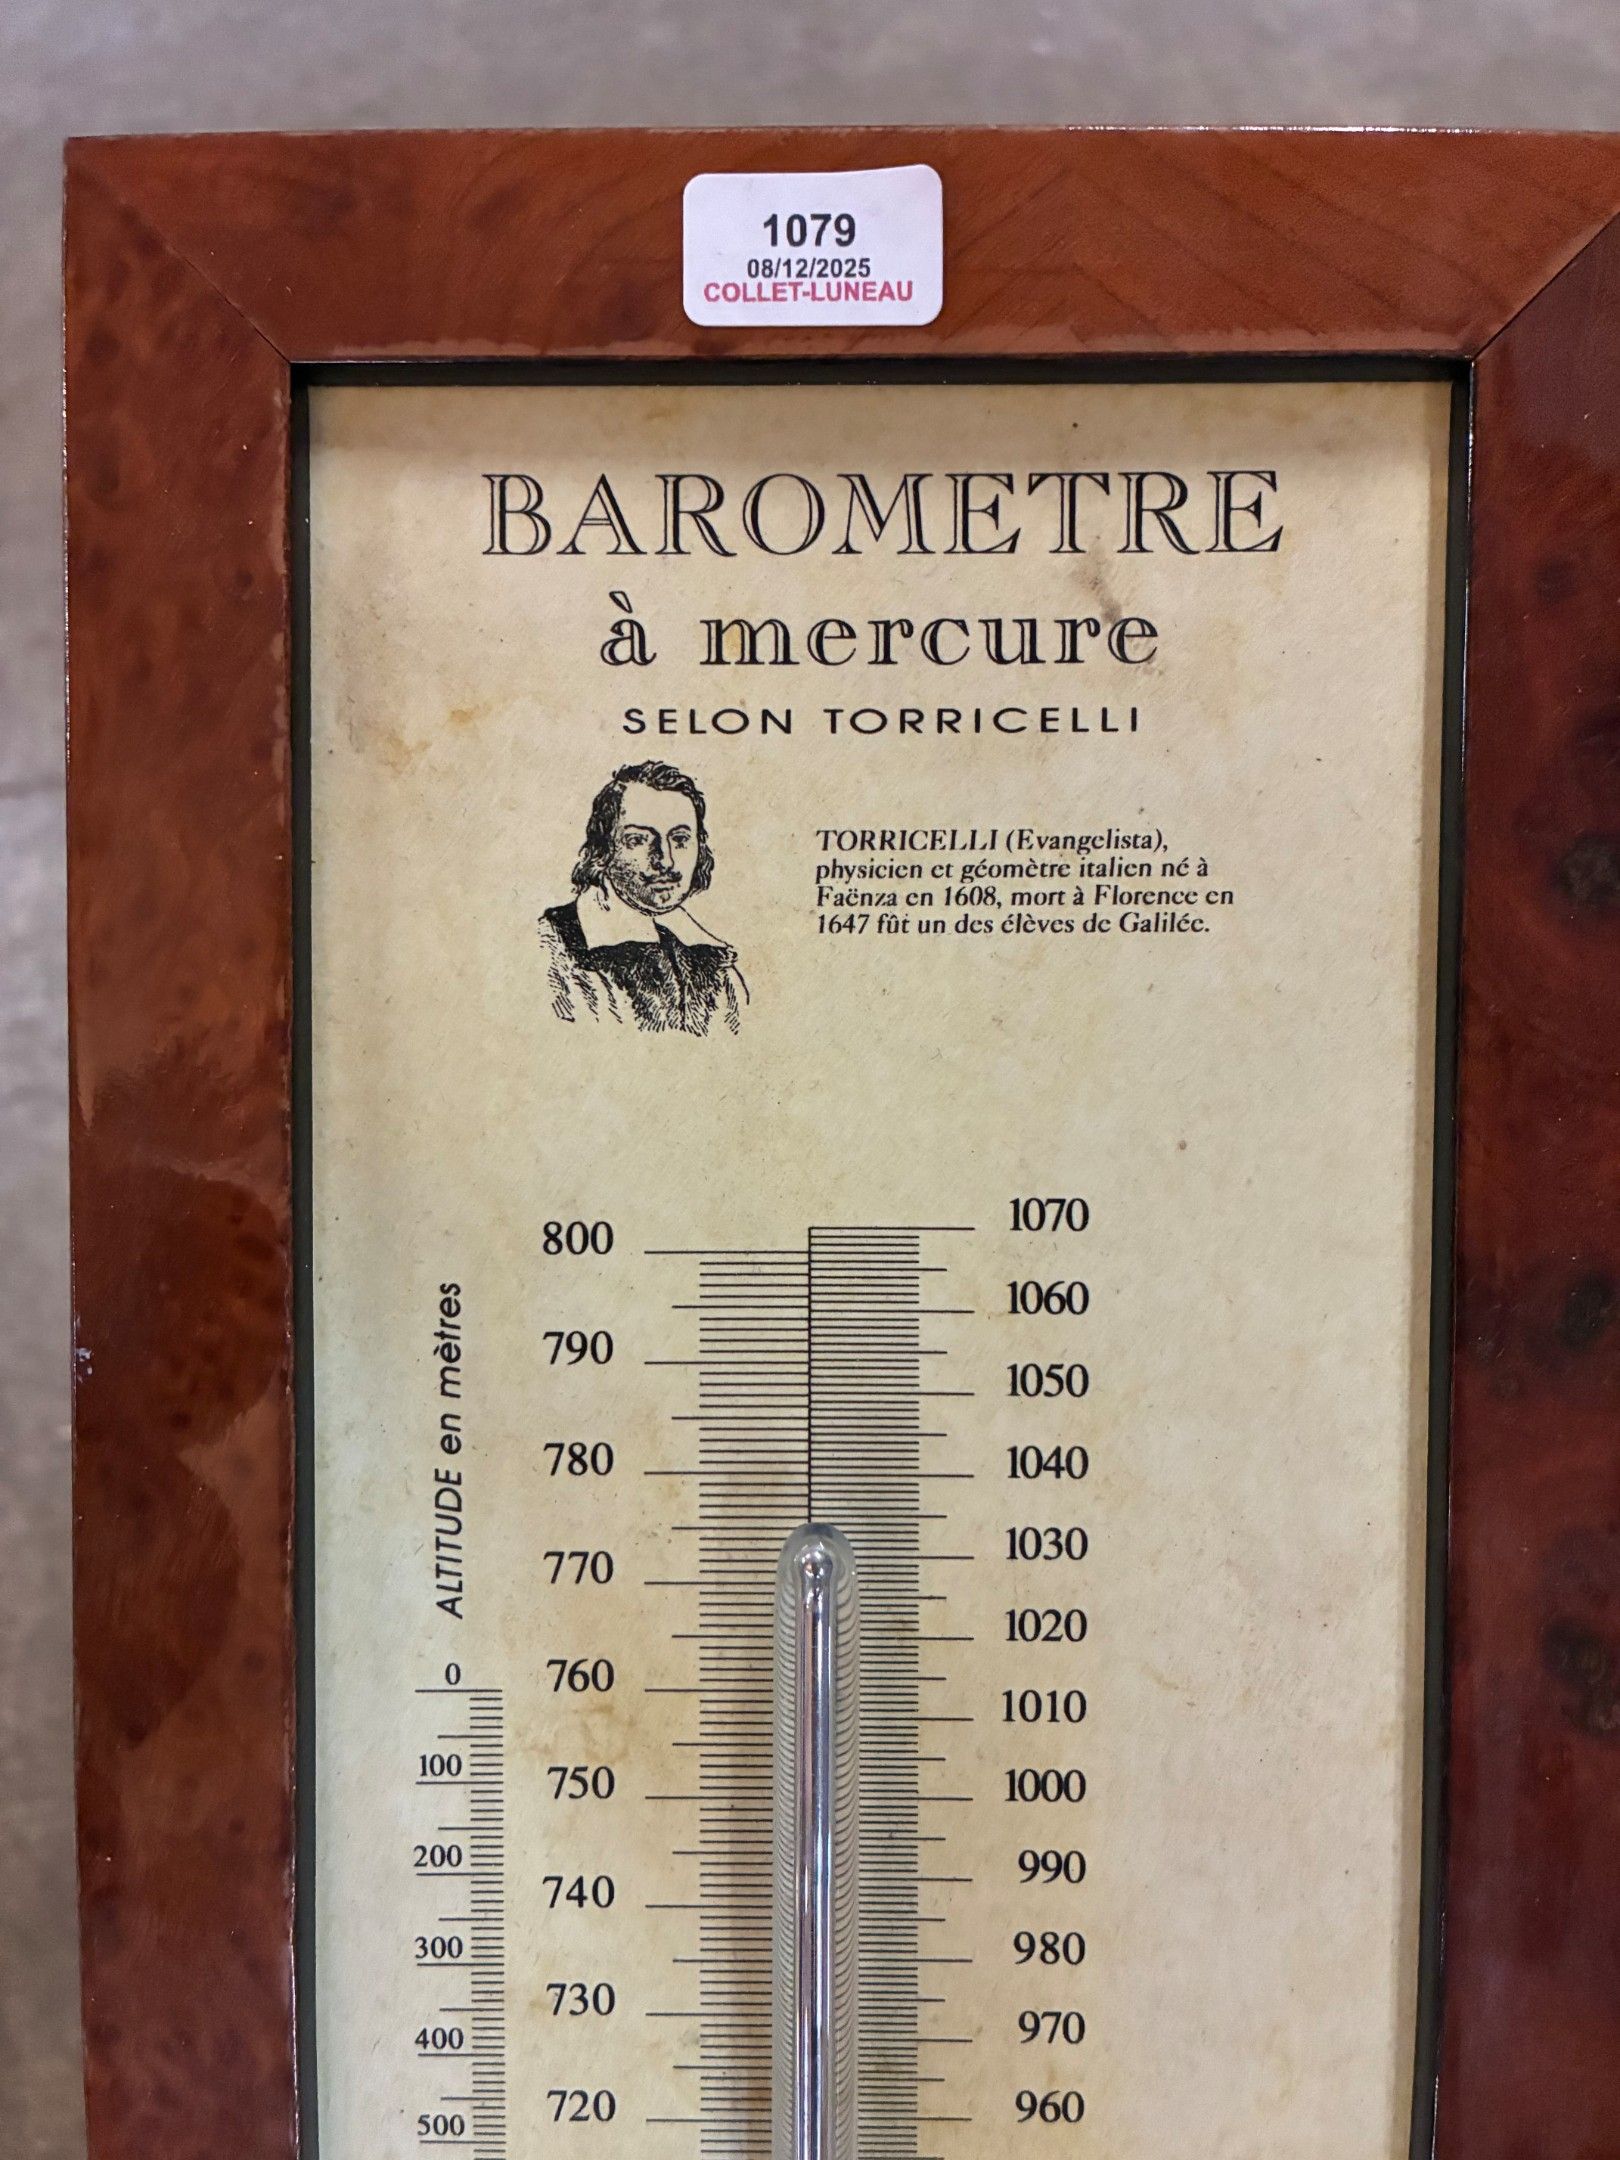 1079
08/12/2025
COLLET-LUNEAU
BAROMETRE
à mercure
SELON TORRICELLI
TORRICELLI (Evangelista),
physicien et géomètre italien né à
Faënza en 1608, mort à Florence en
1647 fût un des élèves de Galilée.
800 1070
1060
790
1050
780 1040
1030
770
1020
760
1010
750 1000
990
740
980
730
970
720 960
ALTITUDE en mètres
0
100
200
300
400
500